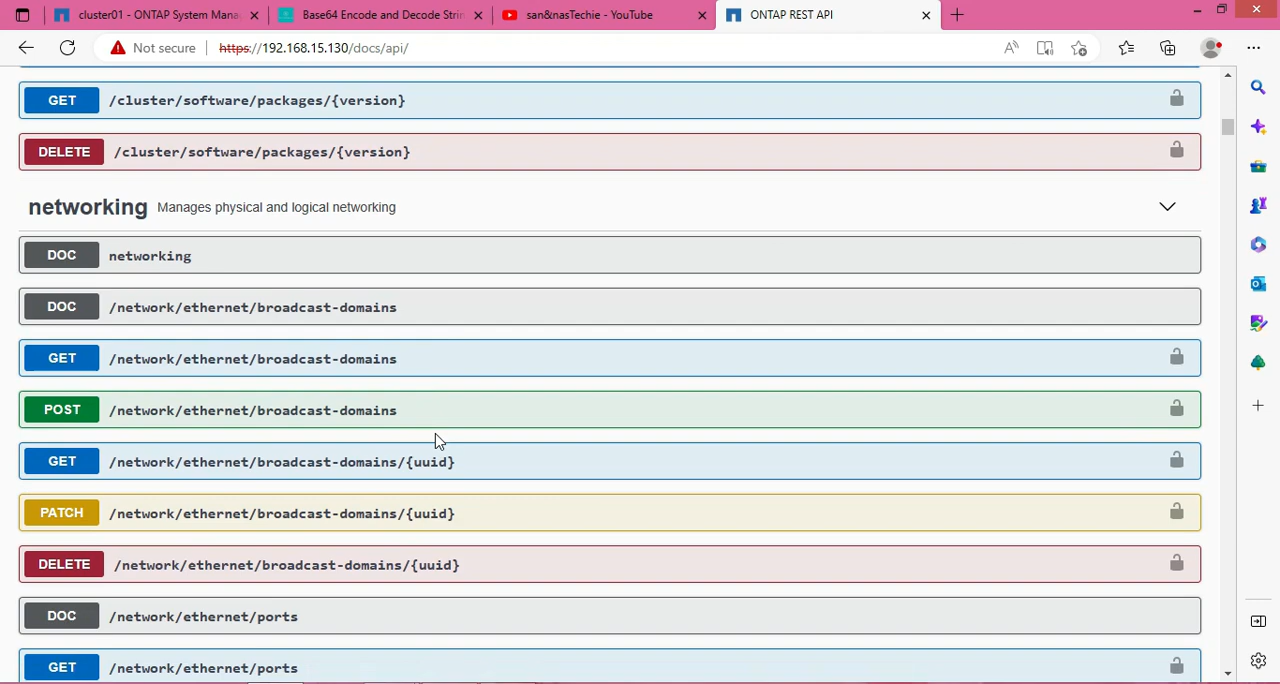 cluster01 - ONTAP System Mana
Base64 Encode and Decode Strin
san&nasTechie - YouTube
ONTAP REST API
Not secure
https://192.168.15.130/docs/api/
GET /cluster/software/packages/{version}
DELETE /cluster/software/packages/{version}
networking Manages physical and logical networking
DOC networking
DOC /network/ethernet/broadcast-domains
GET /network/ethernet/broadcast-domains
POST /network/ethernet/broadcast-domains
GET /network/ethernet/broadcast-domains/{uuid}
PATCH /network/ethernet/broadcast-domains/{uuid}
DELETE /network/ethernet/broadcast-domains/{uuid}
DOC /network/ethernet/ports
GET /network/ethernet/ports